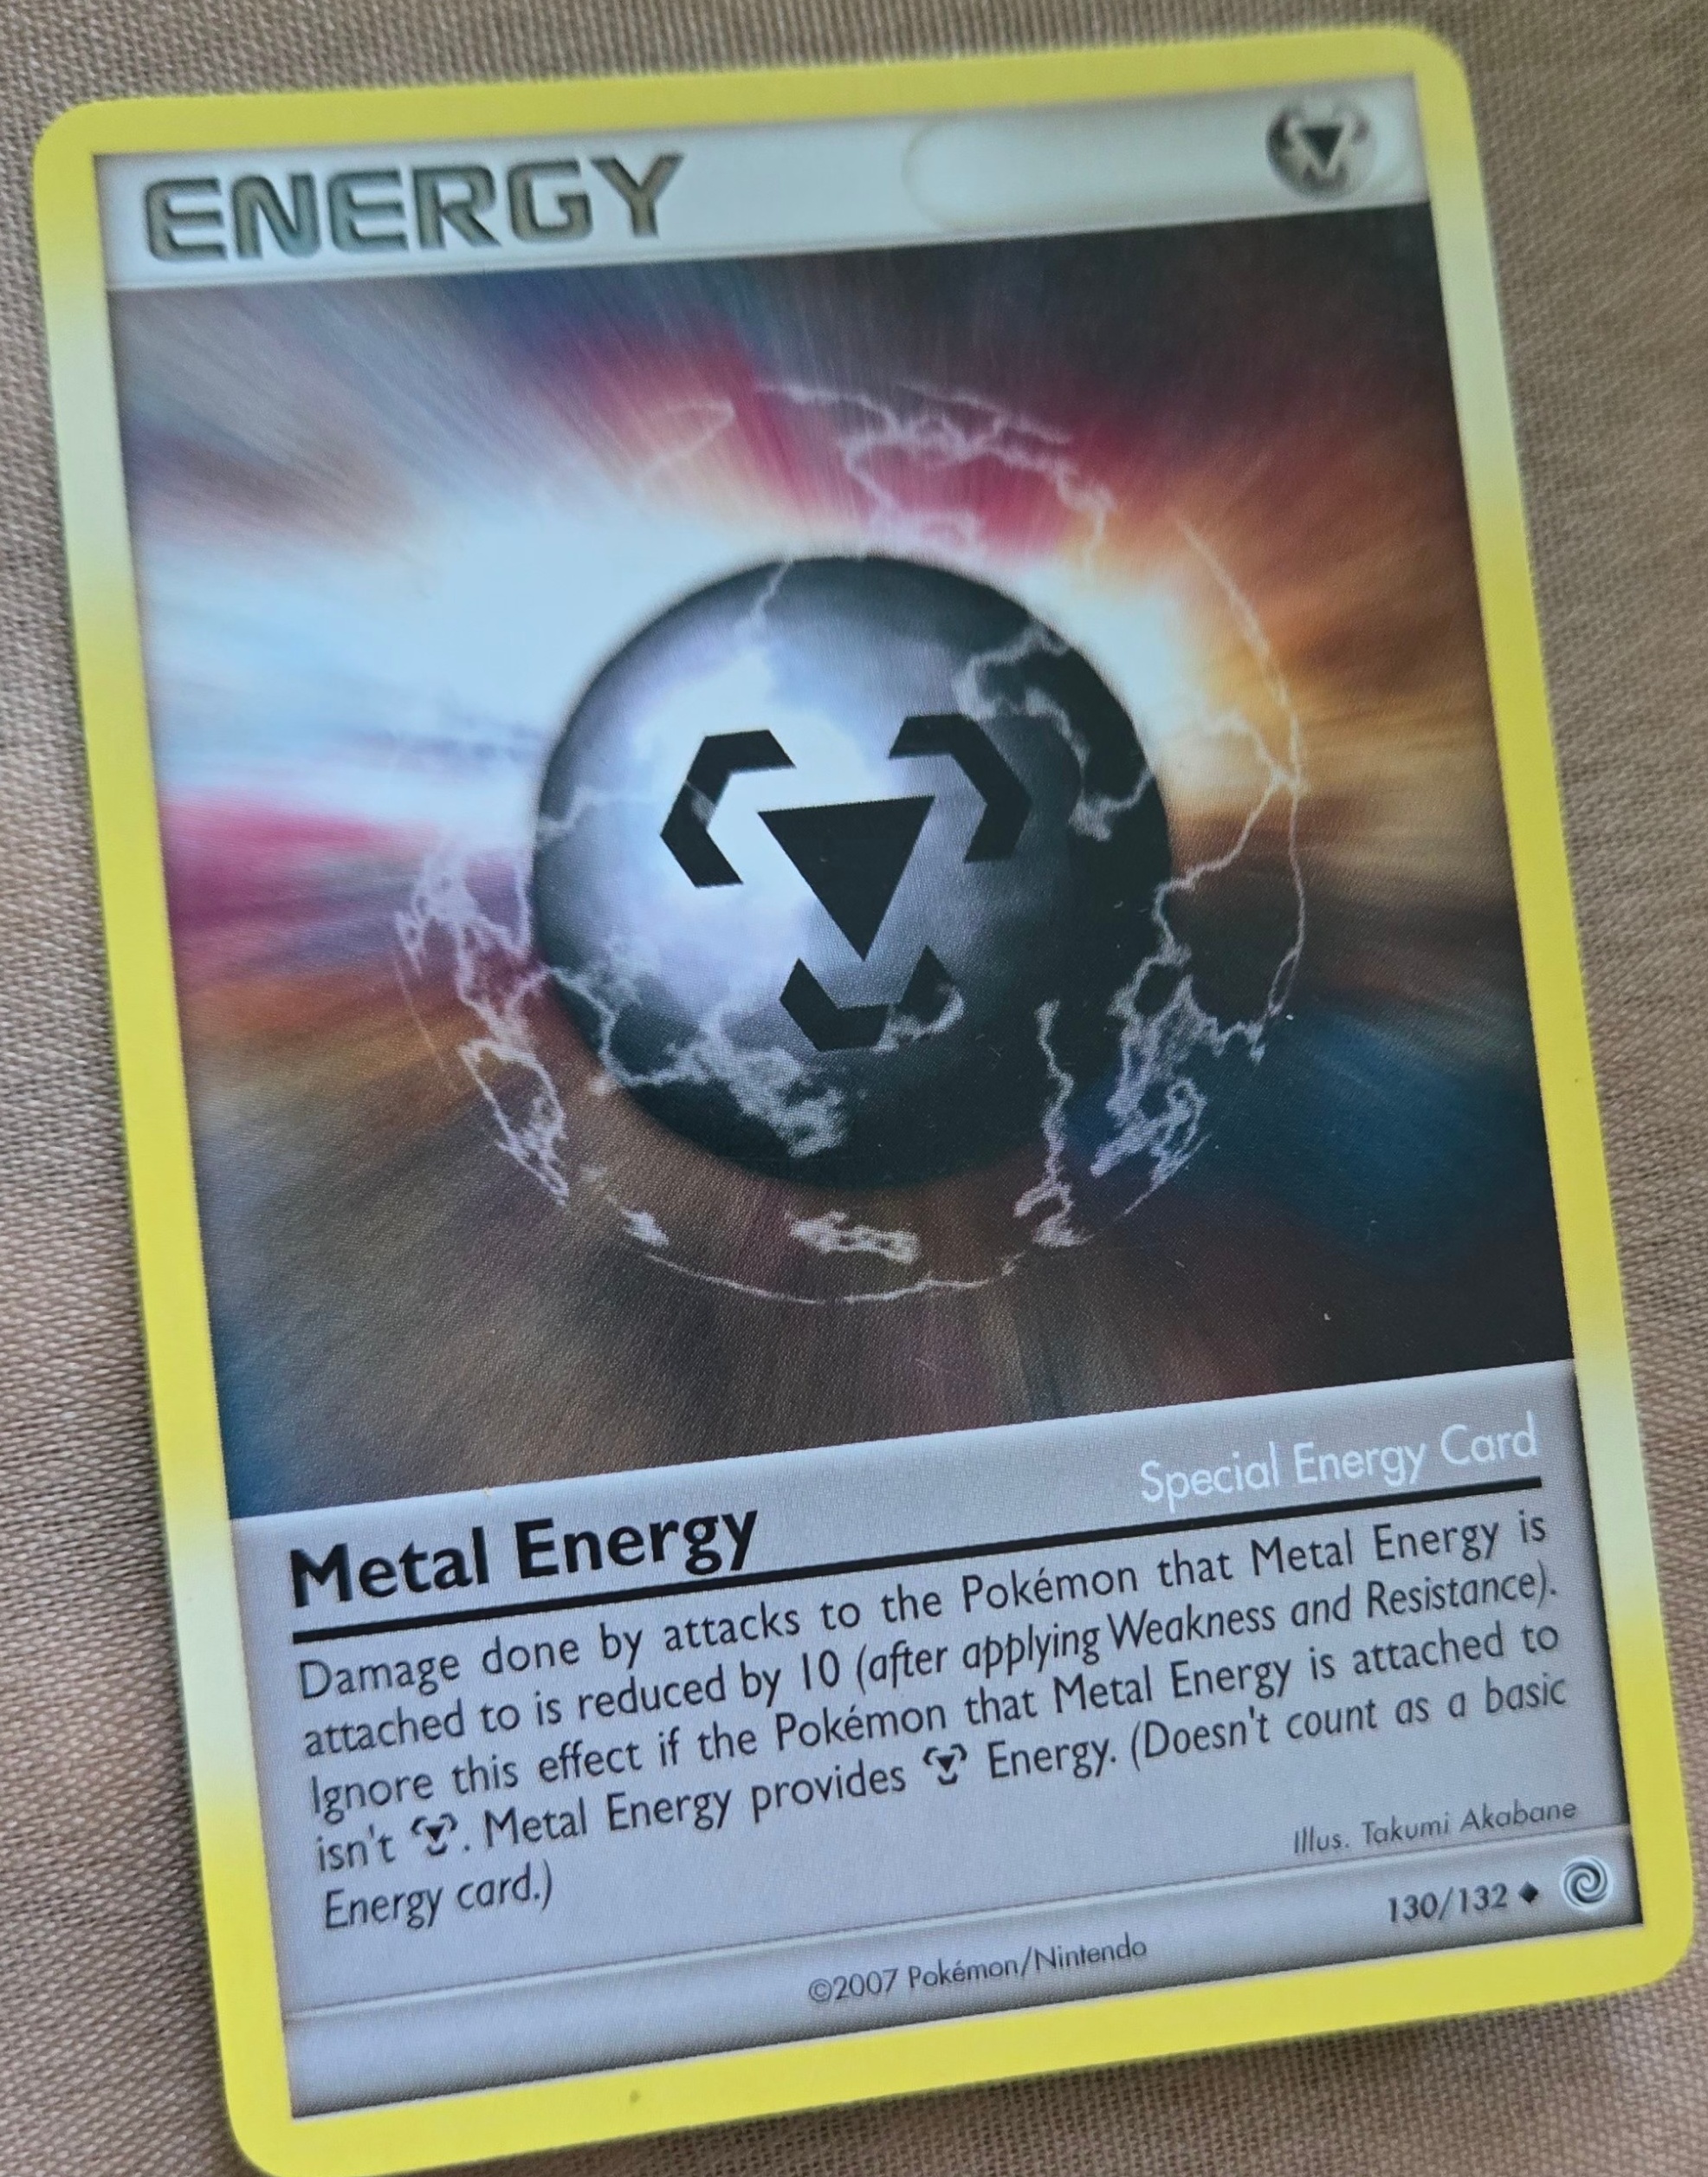 ENERGY
Special Energy Card
Metal Energy
Damage done by attacks to the Pokémon that Metal Energy is
attached to is reduced by 10 (after applying Weakness and Resistance).
Ignore this effect if the Pokémon that Metal Energy is attached to
isn't . Metal Energy provides Energy. (Doesn't count as a basic
Energy card.)
Illus. Takumi Akabane
130/132 ◆
©2007 Pokémon/Nintendo